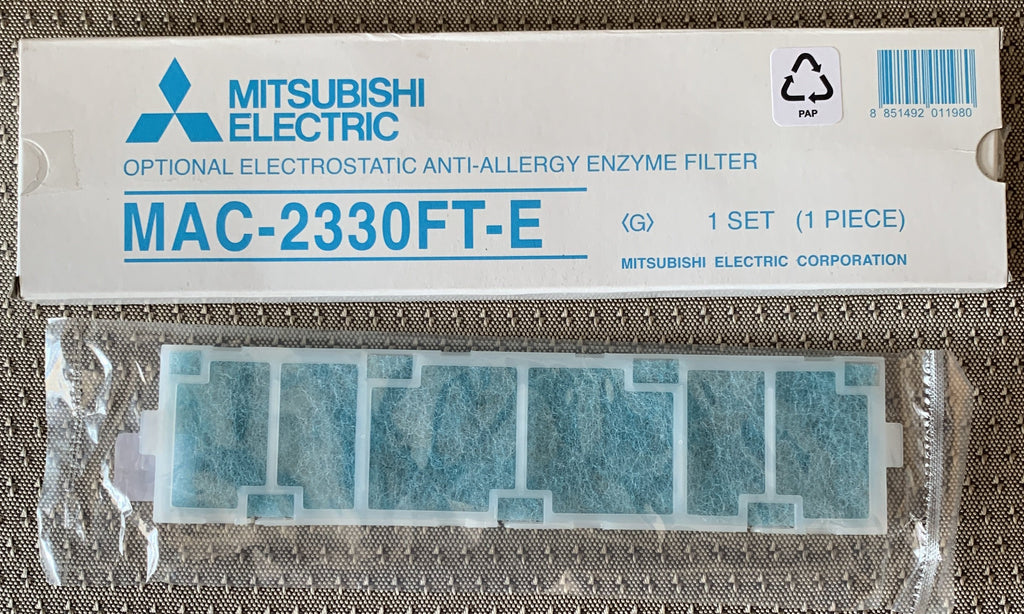 MITSUBISHI
ELECTRIC
PAP
8 851492 011980
OPTIONAL ELECTROSTATIC ANTI-ALLERGY ENZYME FILTER
MAC-2330FT-E 〈G〉 1 SET (1 PIECE)
MITSUBISHI ELECTRIC CORPORATION